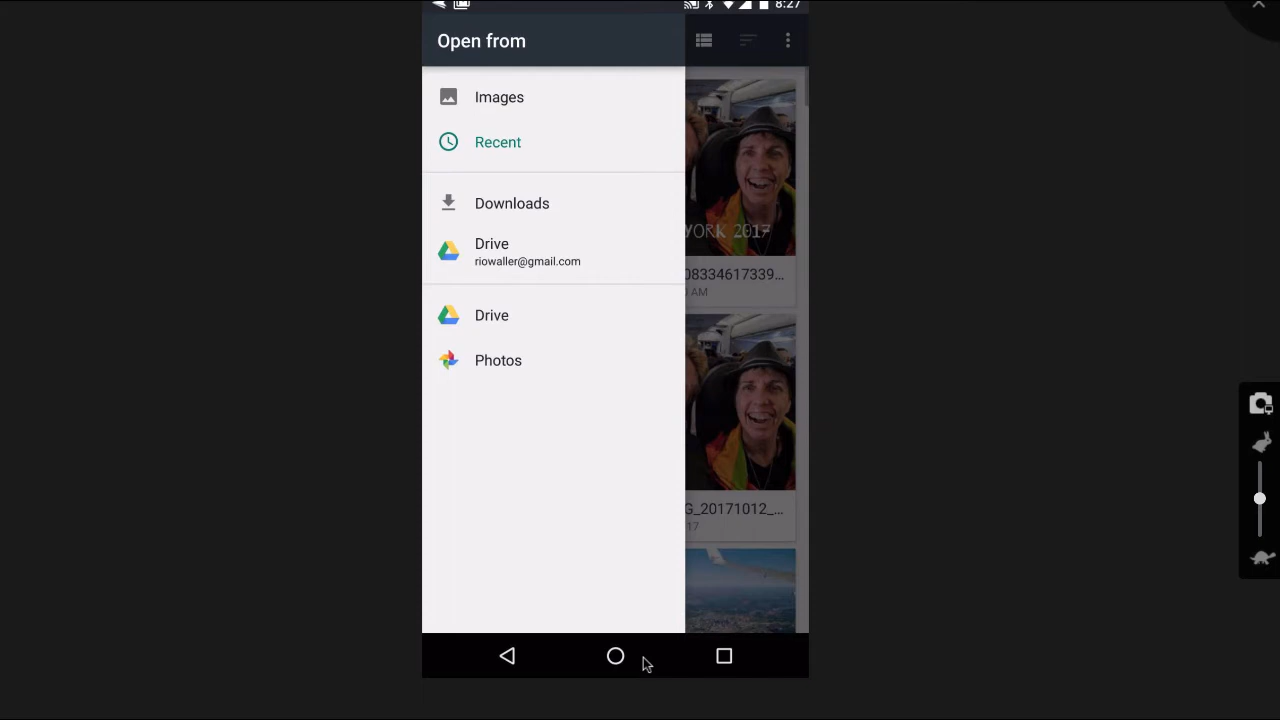 8:27
Open from
Images
Recent
Downloads
Drive
riowaller@gmail.com
Drive
Photos
YORK 2017
08334617339...
AM
G_20171012_...
17